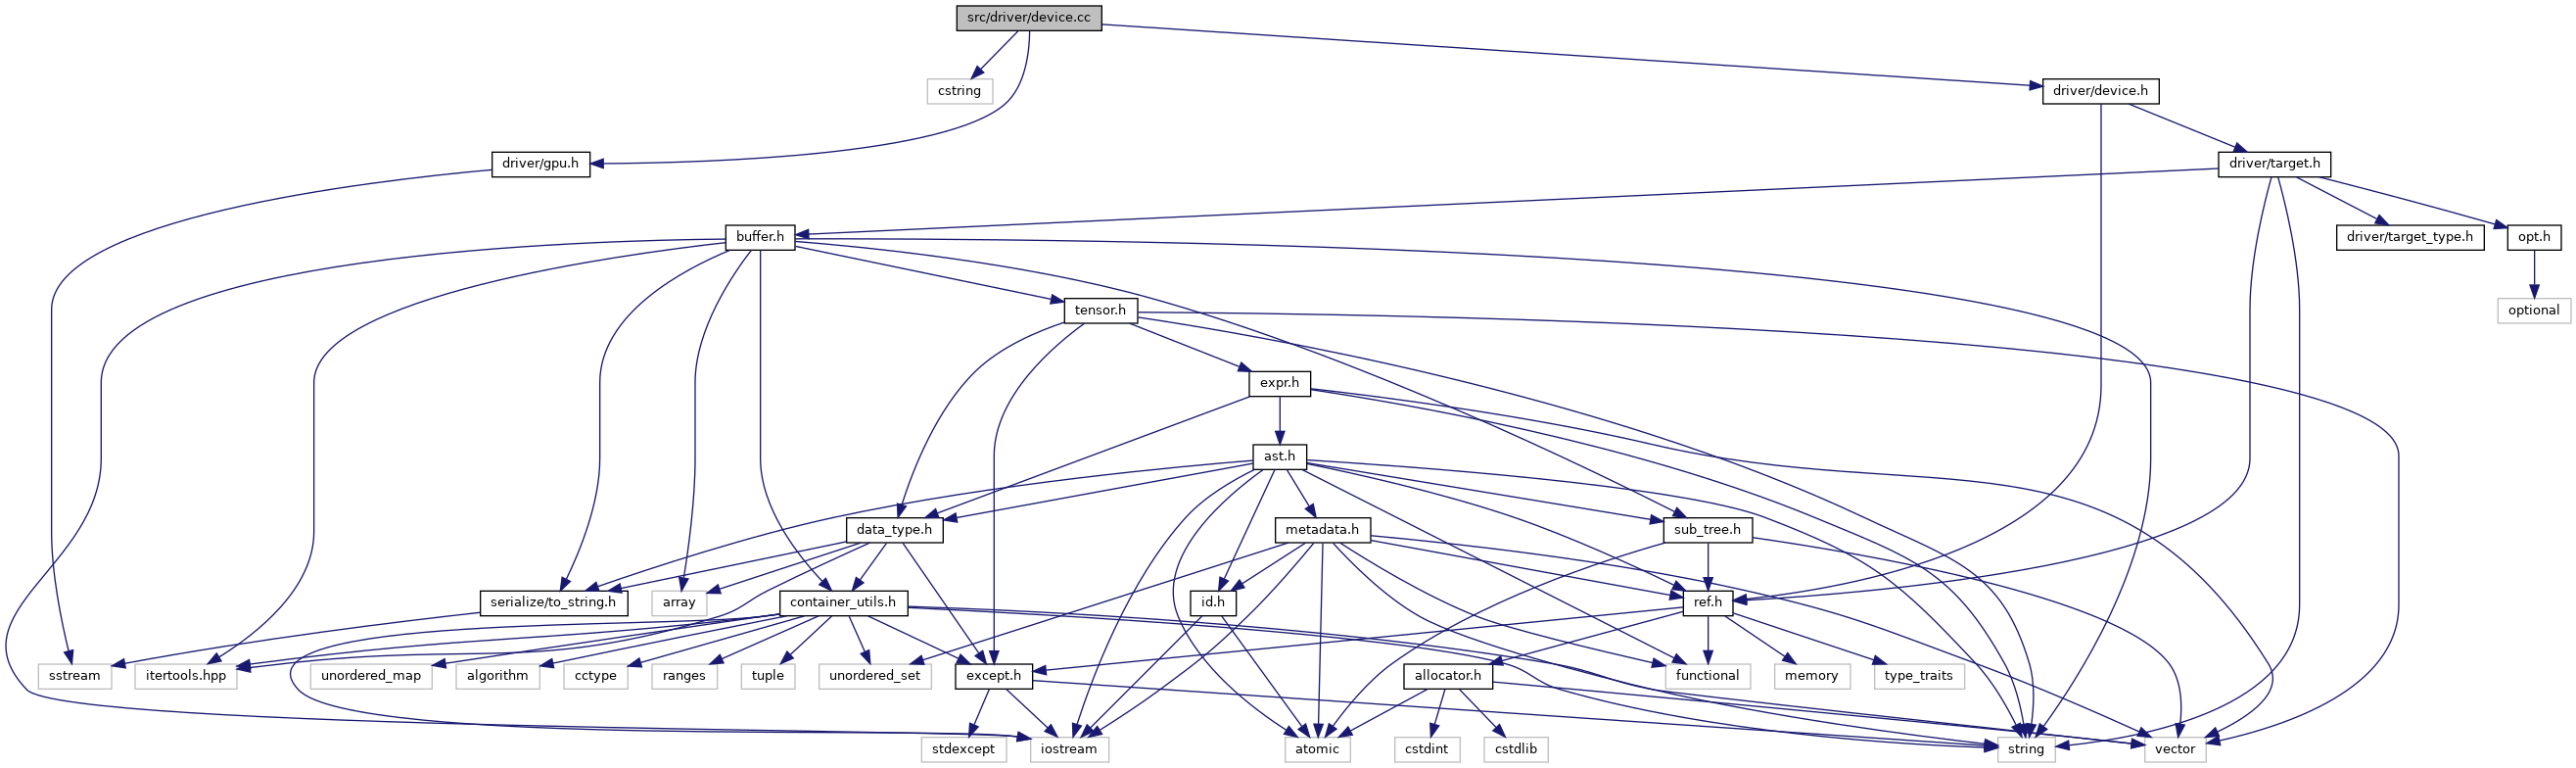 src/driver/device.cc
cstring
driver/device.h
driver/gpu.h
driver/target.h
buffer.h
driver/target_type.h
opt.h
tensor.h
optional
expr.h
ast.h
data_type.h
metadata.h
sub_tree.h
serialize/to_string.h
array
container_utils.h
id.h
ref.h
sstream
itertools.hpp
unordered_map
algorithm
cctype
ranges
tuple
unordered_set
except.h
allocator.h
functional
memory
type_traits
stdexcept
iostream
atomic
cstdint
cstdlib
string
vector